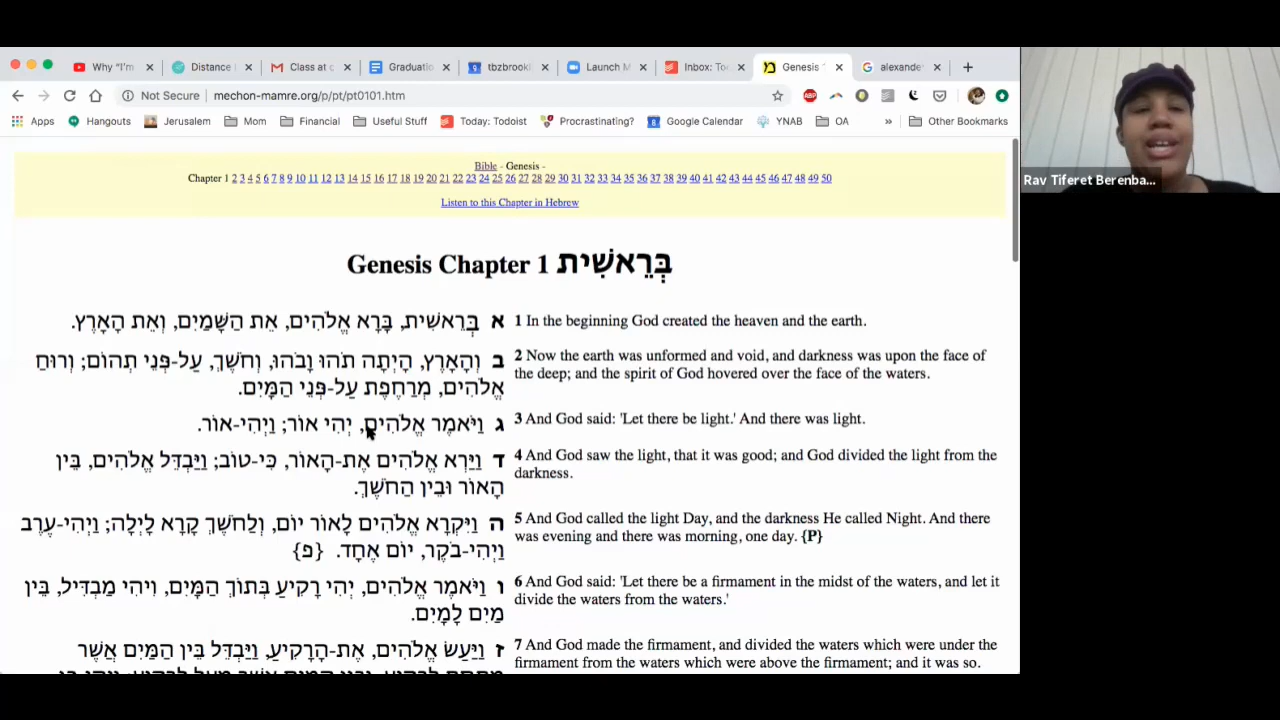 Why "I'm
Distance
Class at c
Graduatio
tbzbrookl
Launch M
Inbox: To
Genesis
alexande
Not Secure
mechon-mamre.org/p/pt/pt0101.htm
ABP
Apps
Hangouts
Jerusalem
Mom
Financial
Useful Stuff
Today: Todoist
Procrastinating?
Google Calendar
YNAB
OA
»
Other Bookmarks
Bible - Genesis -
Chapter 1 2 3 4 5 6 7 8 9 10 11 12 13 14 15 16 17 18 19 20 21 22 23 24 25 26 27 28 29 30 31 32 33 34 35 36 37 38 39 40 41 42 43 44 45 46 47 48 49 50
Listen to this Chapter in Hebrew
Genesis Chapter 1 בְּרֵאשִׁית
א בְּרֵאשִׁית, בָּרָא אֱלֹהִים, אֵת הַשָּׁמַיִם, וְאֵת הָאָרֶץ.
1 In the beginning God created the heaven and the earth.
ב וְהָאָרֶץ, הָיְתָה תֹהוּ וָבֹהוּ, וְחֹשֶׁךְ, עַל-פְּנֵי תְהוֹם; וְרוּחַ
אֱלֹהִים, מְרַחֶפֶת עַל-פְּנֵי הַמָּיִם.
2 Now the earth was unformed and void, and darkness was upon the face of
the deep; and the spirit of God hovered over the face of the waters.
ג וַיֹּאמֶר אֱלֹהִים, יְהִי אוֹר; וַיְהִי-אוֹר.
3 And God said: 'Let there be light.' And there was light.
ד וַיַּרְא אֱלֹהִים אֶת-הָאוֹר, כִּי-טוֹב; וַיַּבְדֵּל אֱלֹהִים, בֵּין
הָאוֹר וּבֵין הַחֹשֶׁךְ.
4 And God saw the light, that it was good; and God divided the light from the
darkness.
ה וַיִּקְרָא אֱלֹהִים לָאוֹר יוֹם, וְלַחֹשֶׁךְ קָרָא לָיְלָה; וַיְהִי-עֶרֶב
וַיְהִי-בֹקֶר, יוֹם אֶחָד. {פ}
5 And God called the light Day, and the darkness He called Night. And there
was evening and there was morning, one day. {P}
ו וַיֹּאמֶר אֱלֹהִים, יְהִי רָקִיעַ בְּתוֹךְ הַמָּיִם, וִיהִי מַבְדִּיל, בֵּין
מַיִם לָמָיִם.
6 And God said: 'Let there be a firmament in the midst of the waters, and let it
divide the waters from the waters.'
ז וַיַּעַשׂ אֱלֹהִים, אֶת-הָרָקִיעַ, וַיַּבְדֵּל בֵּין הַמַּיִם אֲשֶׁר
7 And God made the firmament, and divided the waters which were under the
firmament from the waters which were above the firmament; and it was so.
Rav Tiferet Berenba...